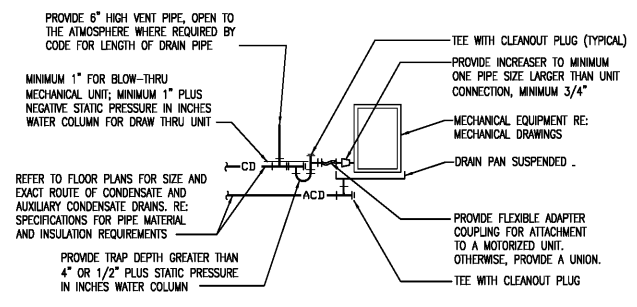 PROVIDE 6" HIGH VENT PIPE, OPEN TO
THE ATMOSPHERE WHERE REQUIRED BY
CODE FOR LENGTH OF DRAIN PIPE
MINIMUM 1" FOR BLOW-THRU
MECHANICAL UNIT; MINIMUM 1" PLUS
NEGATIVE STATIC PRESSURE IN INCHES
WATER COLUMN FOR DRAW THRU UNIT
CD
REFER TO FLOOR PLANS FOR SIZE AND
EXACT ROUTE OF CONDENSATE AND
AUXILIARY CONDENSATE DRAINS. RE:
SPECIFICATIONS FOR PIPE MATERIAL
AND INSULATION REQUIREMENTS
ACD
PROVIDE TRAP DEPTH GREATER THAN
4" OR 1/2" PLUS STATIC PRESSURE
IN INCHES WATER COLUMN
TEE WITH CLEANOUT PLUG (TYPICAL)
PROVIDE INCREASER TO MINIMUM
ONE PIPE SIZE LARGER THAN UNIT
CONNECTION, MINIMUM 3/4"
MECHANICAL EQUIPMENT RE:
MECHANICAL DRAWINGS
DRAIN PAN SUSPENDED _
PROVIDE FLEXIBLE ADAPTER
COUPLING FOR ATTACHMENT
TO A MOTORIZED UNIT.
OTHERWISE, PROVIDE A UNION.
TEE WITH CLEANOUT PLUG